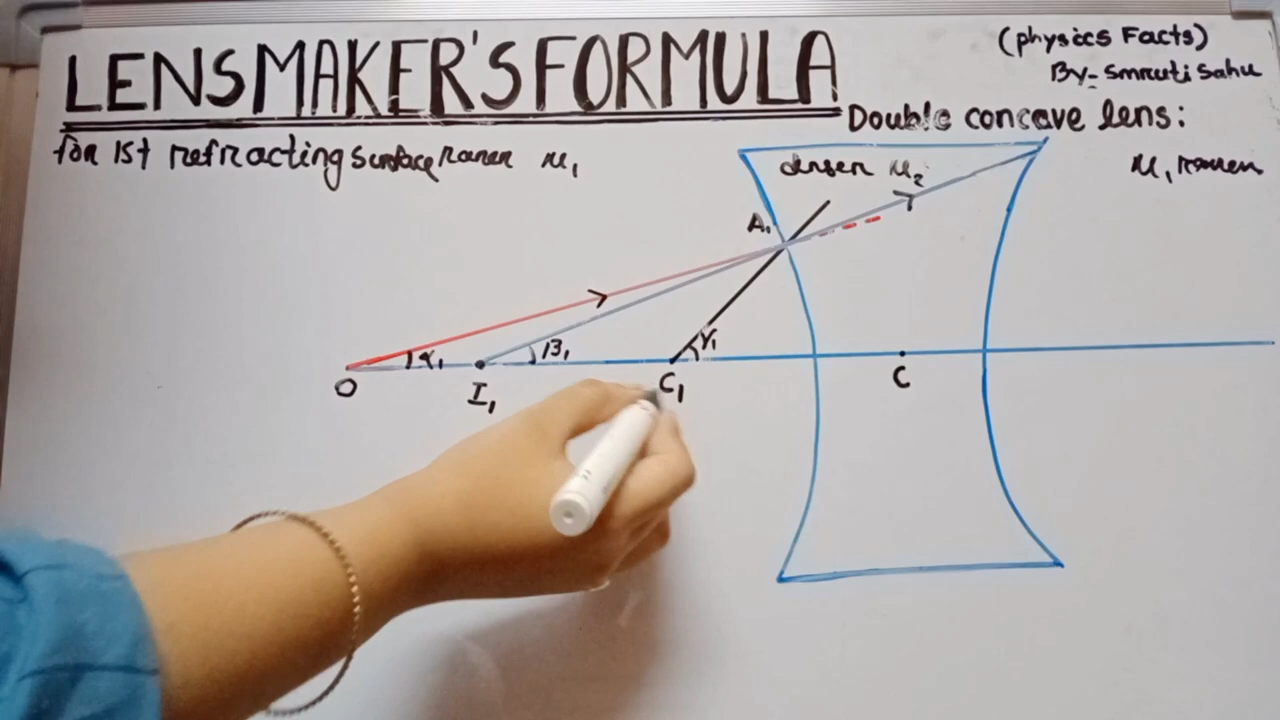 LENSMAKER'S FORMULA
(physics Facts)
By- Smruti Sahu
Double concave lens:
for 1st refracting surface rarer μ₁
denser μ₂
μ₁ rarer
A₁
α₁
β₁
γ₁
O
I₁
C₁
C